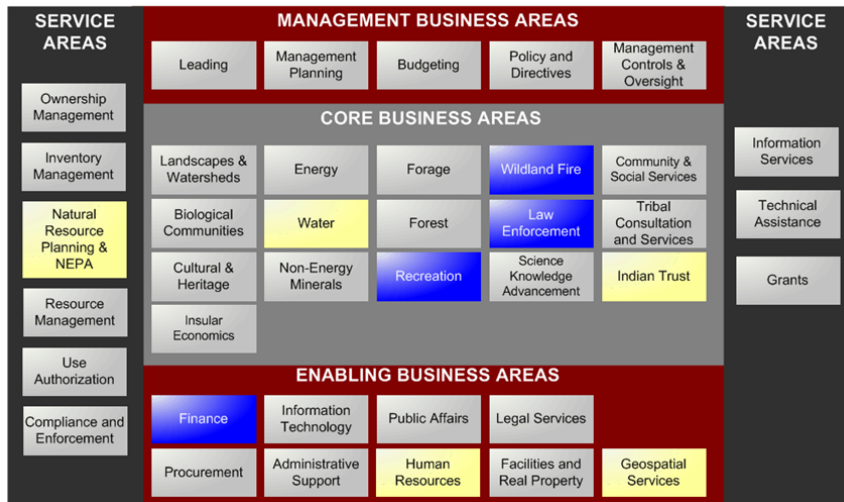 SERVICE
AREAS
Ownership
Management
Inventory
Management
Natural
Resource
Planning &
NEPA
Resource
Management
Use
Authorization
Compliance and
Enforcement
MANAGEMENT BUSINESS AREAS
Leading
Management
Planning
Budgeting
Policy and
Directives
Management
Controls &
Oversight
CORE BUSINESS AREAS
Landscapes &
Watersheds
Energy
Forage
Wildland Fire
Community &
Social Services
Biological
Communities
Water
Forest
Law
Enforcement
Tribal
Consultation
and Services
Cultural &
Heritage
Non-Energy
Minerals
Recreation
Science
Knowledge
Advancement
Indian Trust
Insular
Economics
ENABLING BUSINESS AREAS
Finance
Information
Technology
Public Affairs
Legal Services
Procurement
Administrative
Support
Human
Resources
Facilities and
Real Property
Geospatial
Services
SERVICE
AREAS
Information
Services
Technical
Assistance
Grants